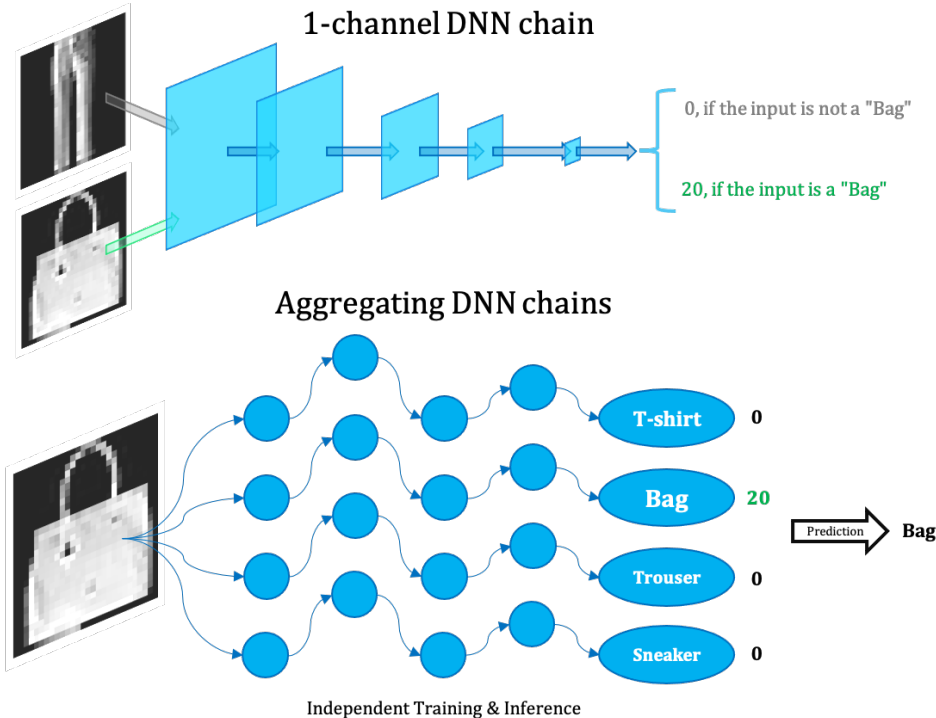 1-channel DNN chain
0, if the input is not a "Bag"
20, if the input is a "Bag"
Aggregating DNN chains
T-shirt 0
Bag 20
Prediction Bag
Trouser 0
Sneaker 0
Independent Training & Inference